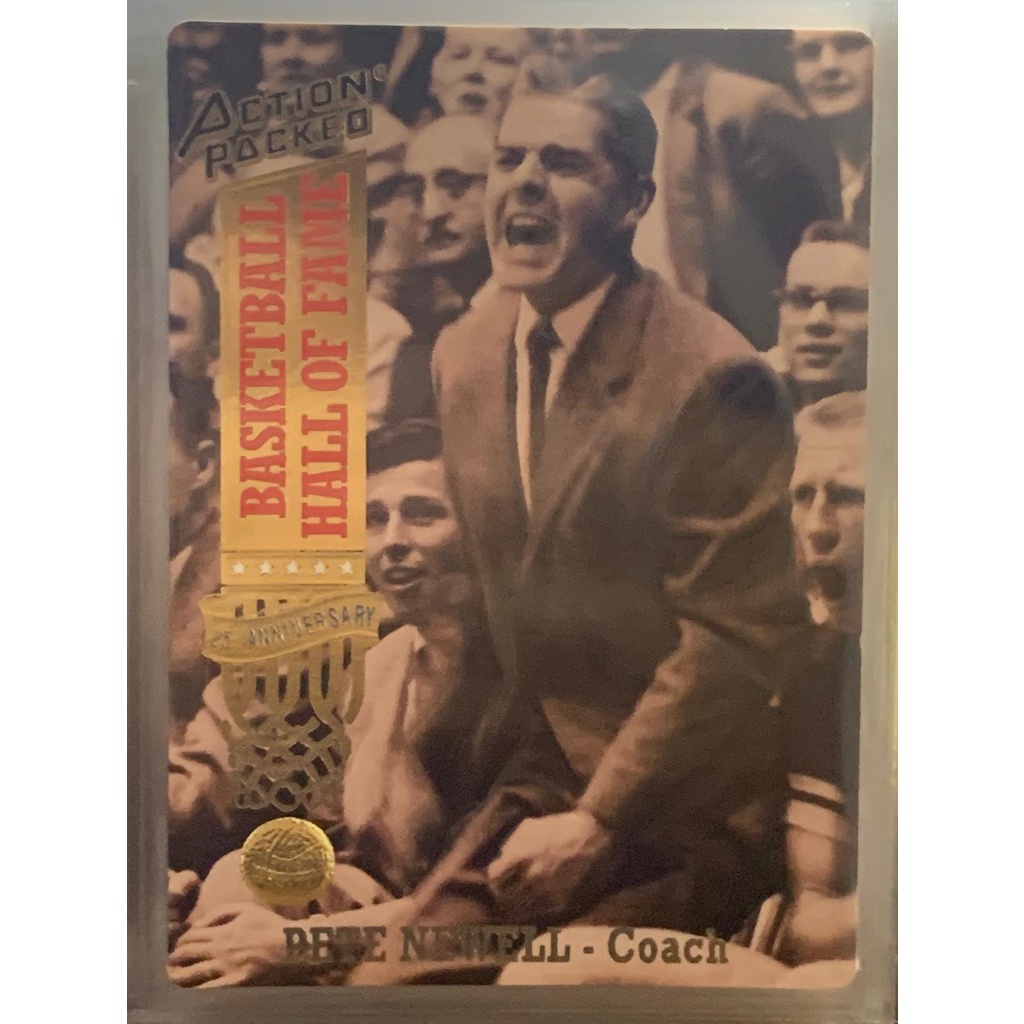 ACTION
PACKED
BASKETBALL
HALL OF FAME
ANNIVERSARY
PETE NEWELL - Coach